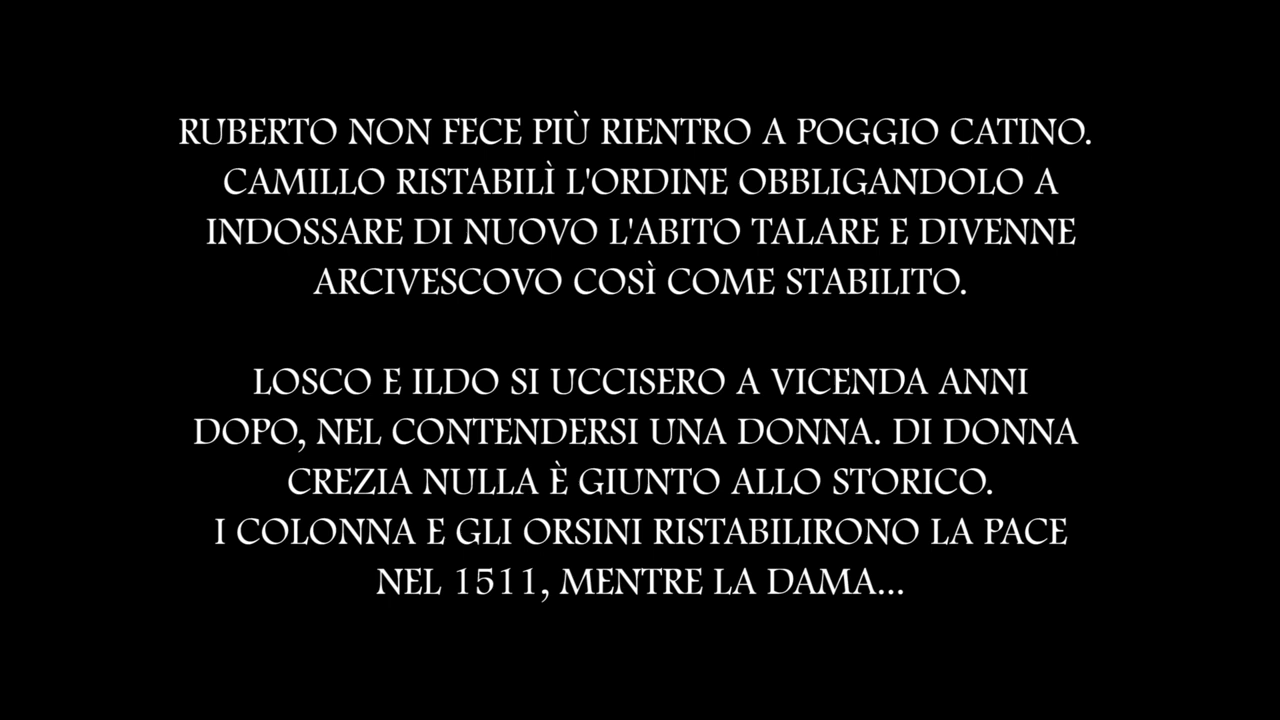 RUBERTO NON FECE PIÙ RIENTRO A POGGIO CATINO.
CAMILLO RISTABILÌ L'ORDINE OBBLIGANDOLO A
INDOSSARE DI NUOVO L'ABITO TALARE E DIVENNE
ARCIVESCOVO COSÌ COME STABILITO.
LOSCO E ILDO SI UCCISERO A VICENDA ANNI
DOPO, NEL CONTENDERSI UNA DONNA. DI DONNA
CREZIA NULLA È GIUNTO ALLO STORICO.
I COLONNA E GLI ORSINI RISTABILIRONO LA PACE
NEL 1511, MENTRE LA DAMA...